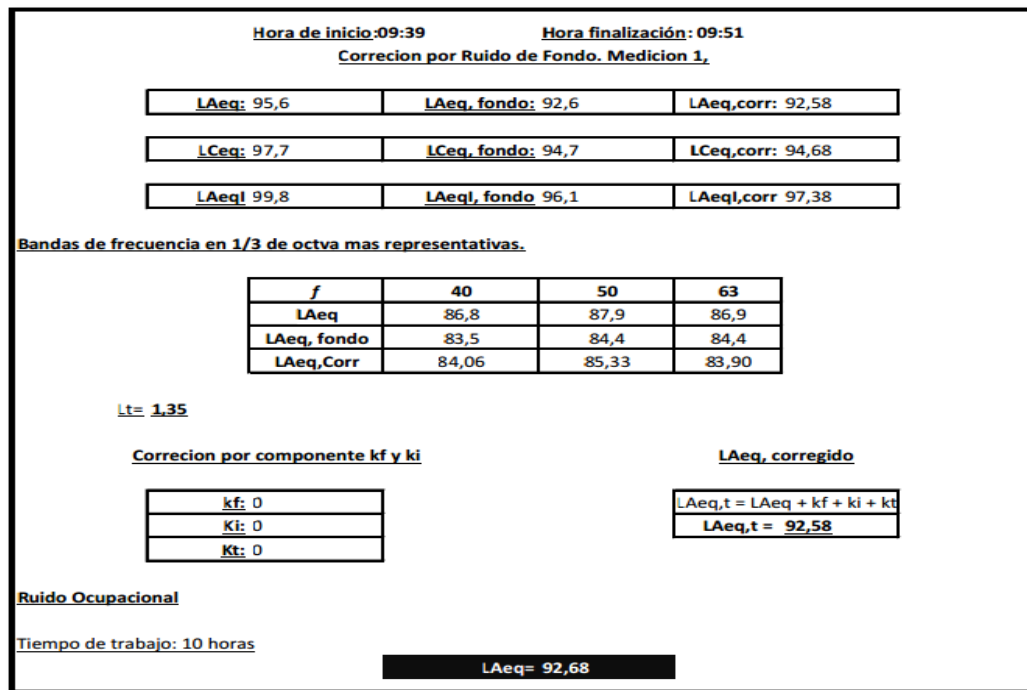 Hora de inicio:09:39 Hora finalización: 09:51
Correcion por Ruido de Fondo. Medicion 1,
LAeq: 95,6 LAeq, fondo: 92,6 LAeq,corr: 92,58
LCeq: 97,7 LCeq, fondo: 94,7 LCeq,corr: 94,68
LAeqI 99,8 LAeqI, fondo 96,1 LAeqI,corr 97,38
Bandas de frecuencia en 1/3 de octva mas representativas.
f 40 50 63
LAeq 86,8 87,9 86,9
LAeq, fondo 83,5 84,4 84,4
LAeq,Corr 84,06 85,33 83,90
Lt= 1,35
Correcion por componente kf y ki LAeq, corregido
kf: 0 LAeq,t = LAeq + kf + ki + kt
Ki: 0 LAeq,t = 92,58
Kt: 0
Ruido Ocupacional
Tiempo de trabajo: 10 horas
LAeq= 92,68